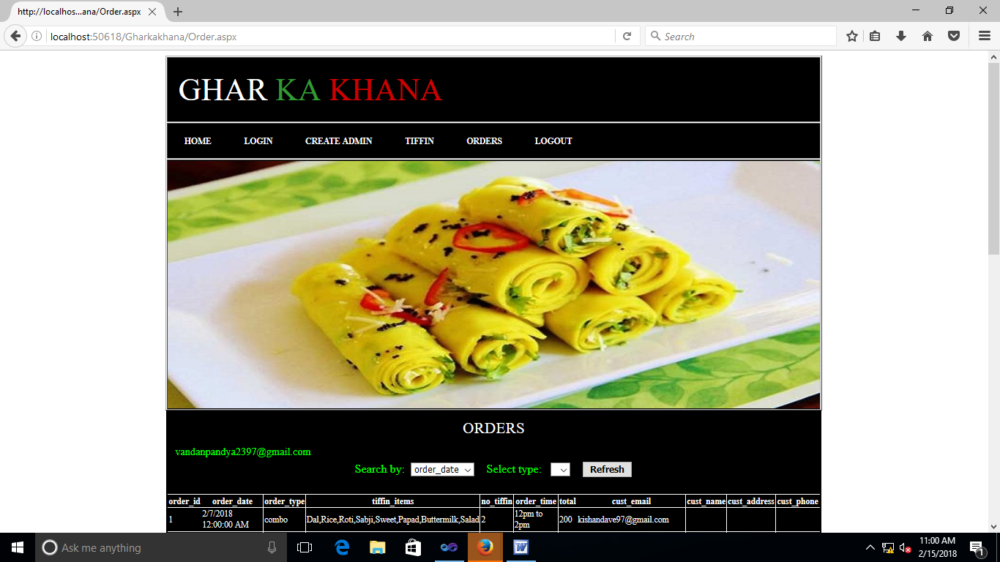 http://localhos...ana/Order.aspx
localhost:50618/Gharkakhana/Order.aspx
Search
GHAR KA KHANA
HOME LOGIN CREATE ADMIN TIFFIN ORDERS LOGOUT
ORDERS
vandanpandya2397@gmail.com
Search by: order_date Select type: Refresh
order_id order_date order_type tiffin_items no_tiffin order_time total cust_email cust_name cust_address cust_phone
1 2/7/2018 12:00:00 AM combo Dal,Rice,Roti,Sabji,Sweet,Papad,Buttermilk,Salad 2 12pm to 2pm 200 kishandave97@gmail.com
Ask me anything
11:00 AM
2/15/2018
1